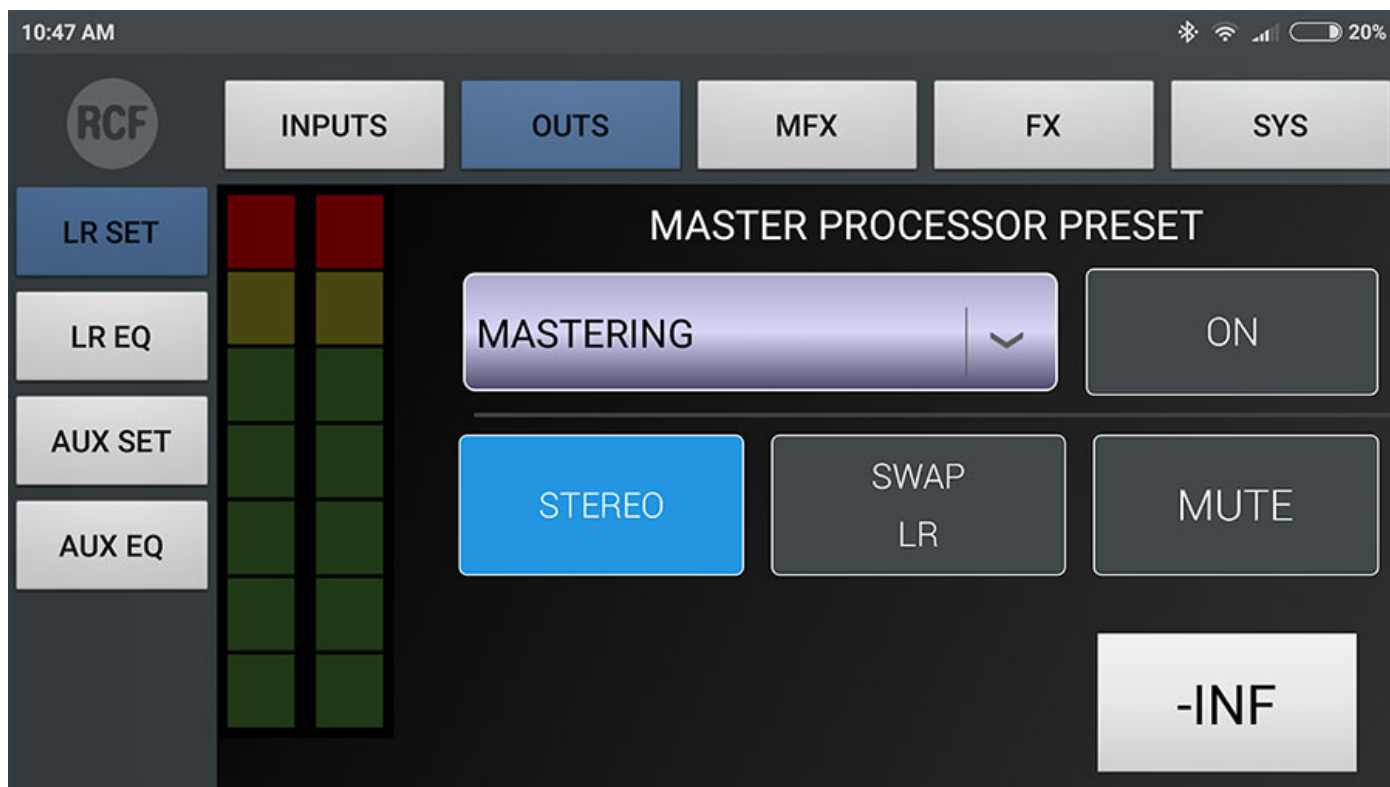 10:47 AM
20%
RCF
INPUTS
OUTS
MFX
FX
SYS
LR SET
LR EQ
AUX SET
AUX EQ
MASTER PROCESSOR PRESET
MASTERING
ON
STEREO
SWAP
LR
MUTE
-INF